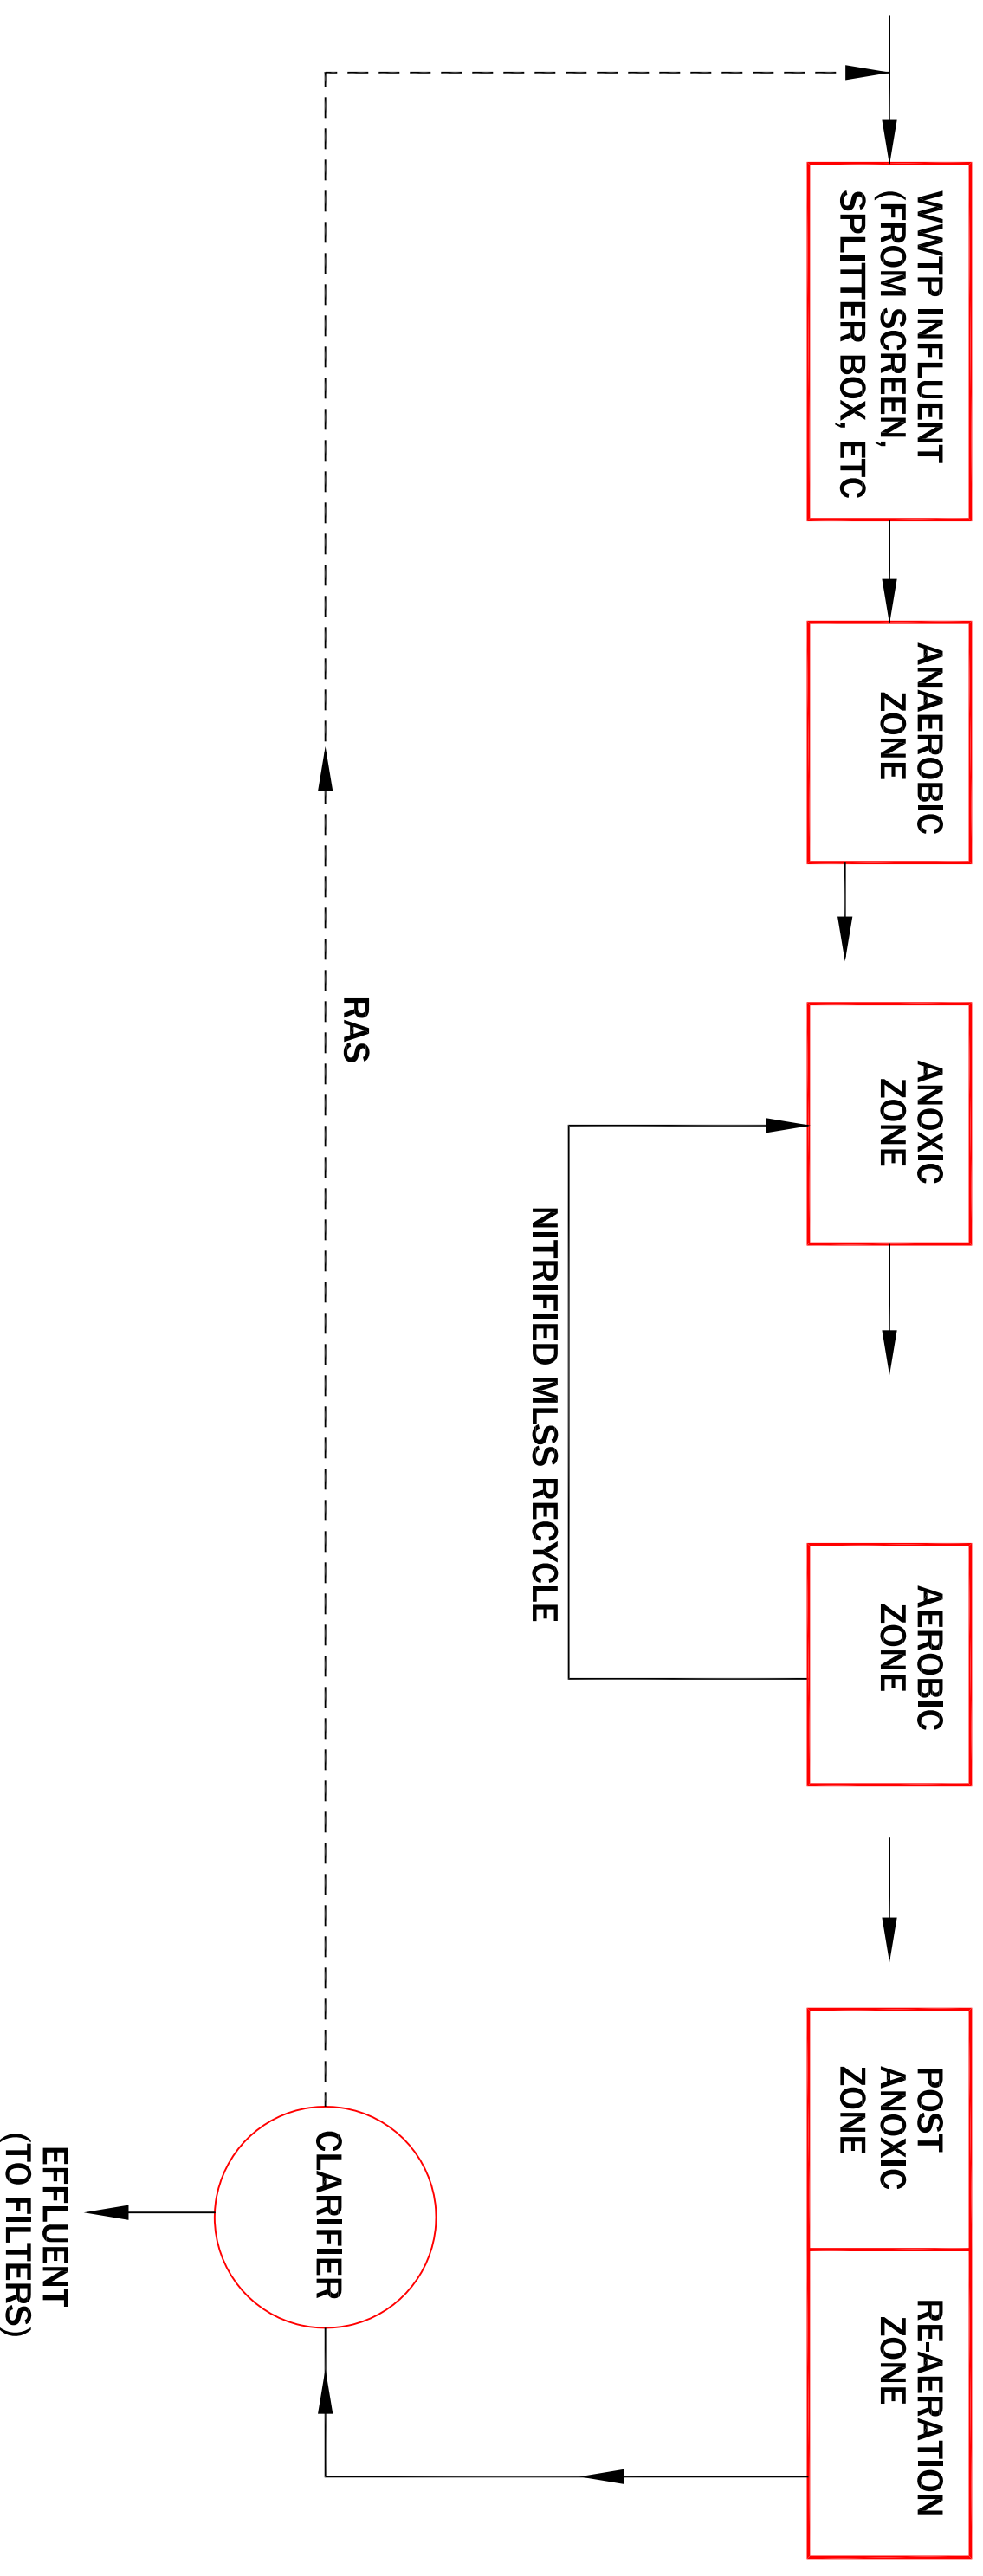 WWTP INFLUENT
(FROM SCREEN,
SPLITTER BOX, ETC
ANAEROBIC
ZONE
ANOXIC
ZONE
AEROBIC
ZONE
POST
ANOXIC
ZONE
RE-AERATION
ZONE
NITRIFIED MLSS RECYCLE
RAS
CLARIFIER
EFFLUENT
(TO FILTERS)